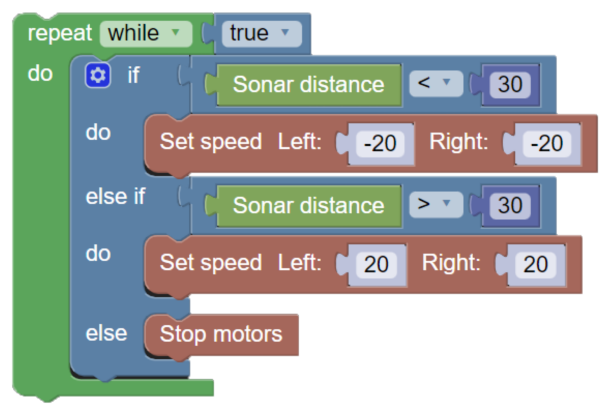 repeat while true
do if Sonar distance < 30
do Set speed Left: -20 Right: -20
else if Sonar distance > 30
do Set speed Left: 20 Right: 20
else Stop motors